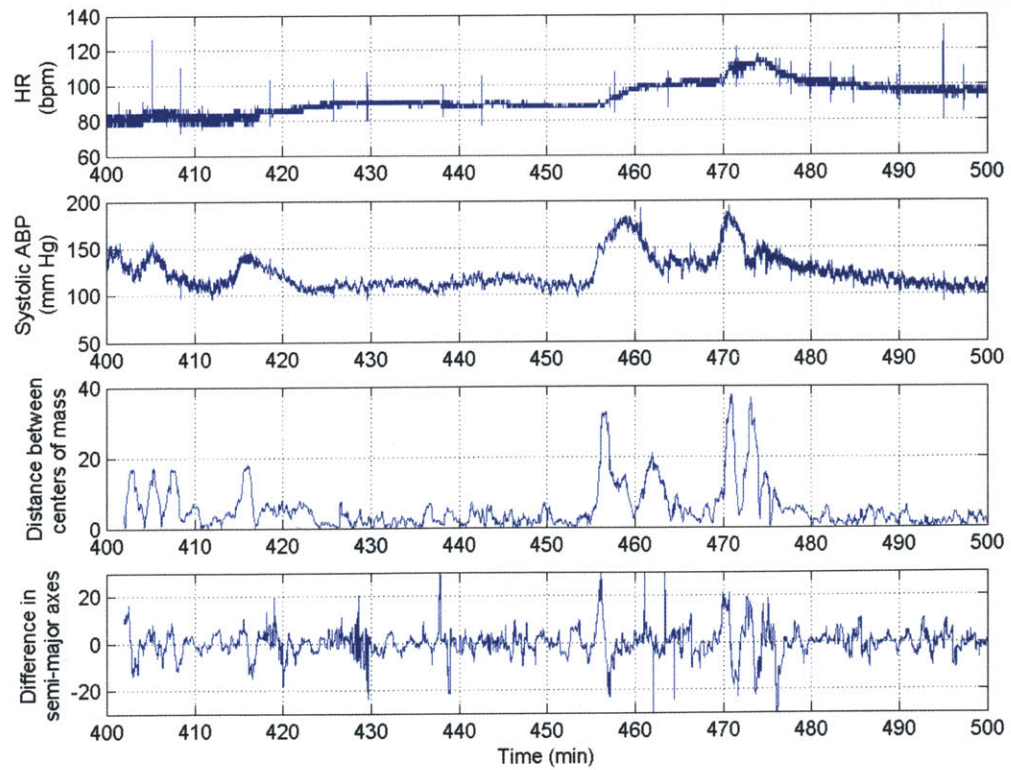 HR
(bpm)
140
120
100
80
60
400 410 420 430 440 450 460 470 480 490 500
Systolic ABP
(mm Hg)
200
150
100
50
400 410 420 430 440 450 460 470 480 490 500
Distance between
centers of mass
40
20
0
400 410 420 430 440 450 460 470 480 490 500
Difference in
semi-major axes
20
0
-20
400 410 420 430 440 450 460 470 480 490 500
Time (min)